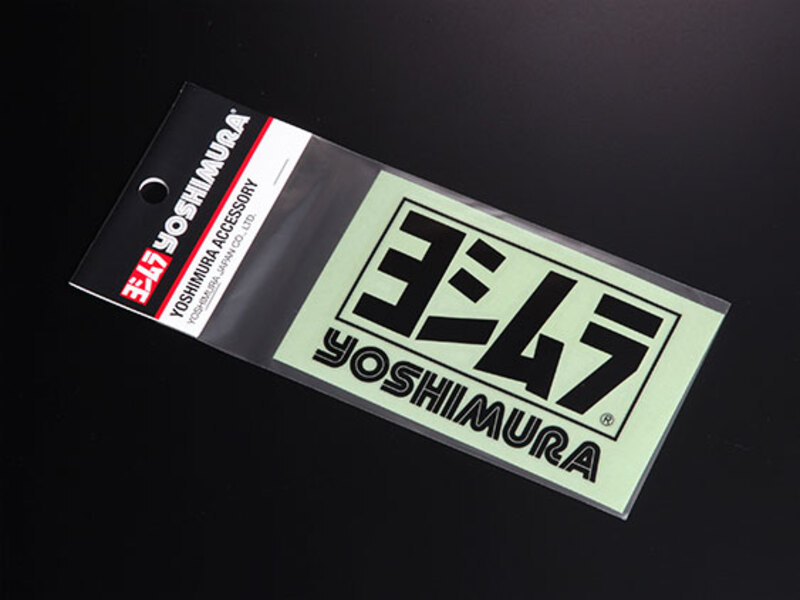 ヨシムラ YOSHIMURA®
YOSHIMURA ACCESSORY
YOSHIMURA JAPAN CO., LTD.
ヨシムラ®
YOSHIMURA